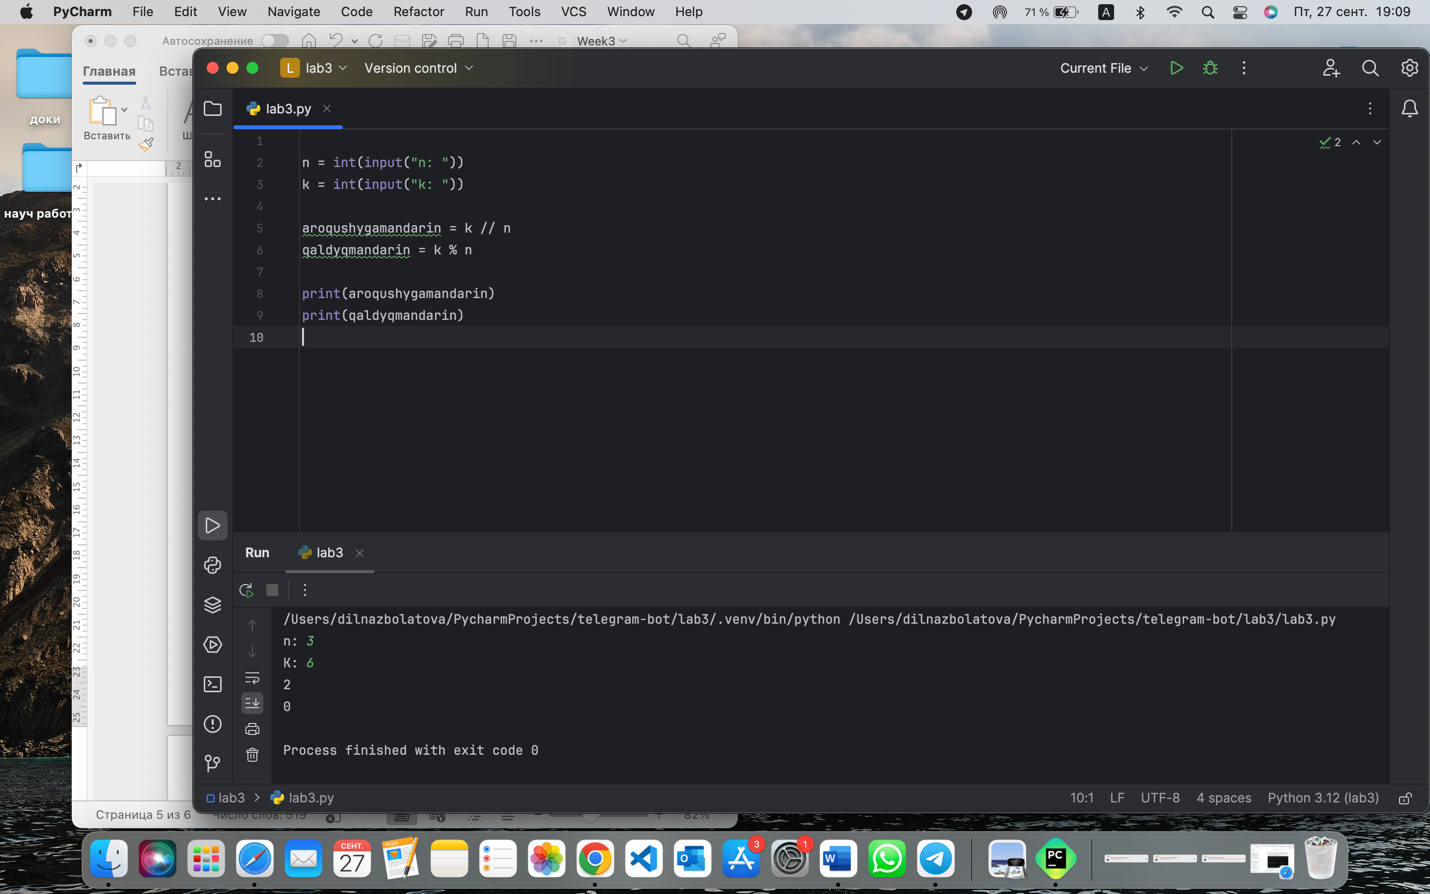 PyCharm File Edit View Navigate Code Refactor Run Tools VCS Window Help 71 % A Пт, 27 сент. 19:09
Автосохранение Week3
Главная
Вставить
доки
науч работ
L lab3 Version control Current File
lab3.py
2
1
2 n = int(input("n: "))
3 k = int(input("k: "))
4
5 aroqushygamandarin = k // n
6 qaldyqmandarin = k % n
7
8 print(aroqushygamandarin)
9 print(qaldyqmandarin)
10
Run lab3
/Users/dilnazbolatova/PycharmProjects/telegram-bot/lab3/.venv/bin/python /Users/dilnazbolatova/PycharmProjects/telegram-bot/lab3/lab3.py
n: 3
K: 6
2
0
Process finished with exit code 0
lab3 > lab3.py 10:1 LF UTF-8 4 spaces Python 3.12 (lab3)
Страница 5 из 6 Число слов: 519 82%
СЕНТ.
27
3
1
PC